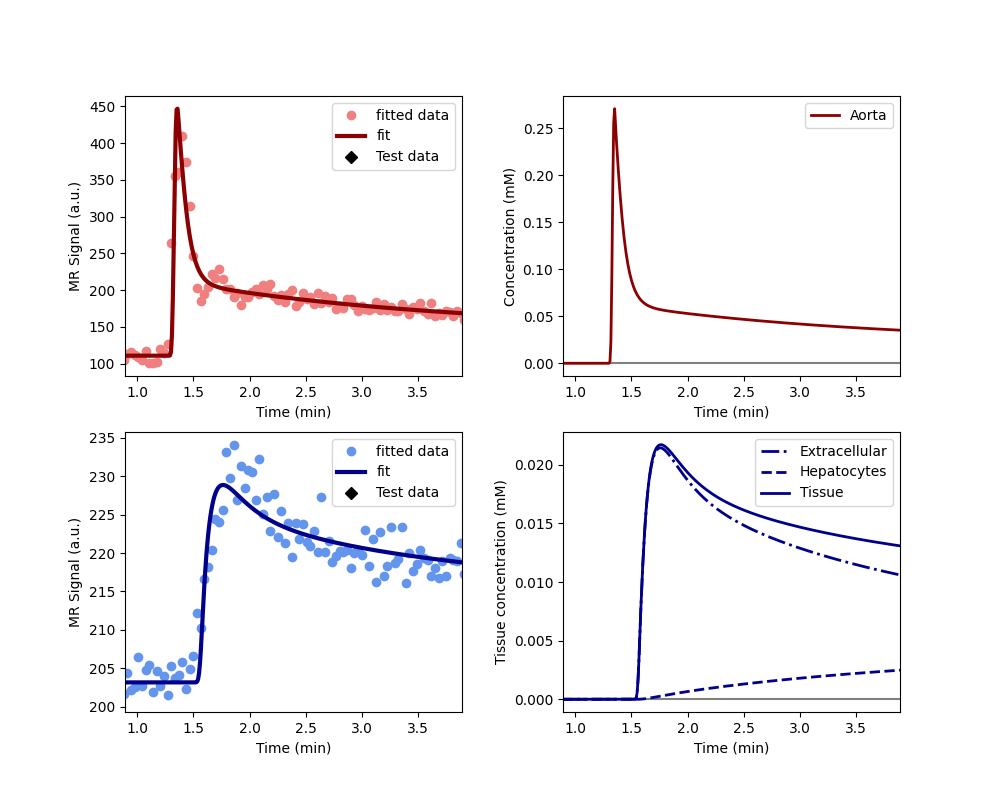 450
400
350
300
250
200
150
100
MR Signal (a.u.)
1.0 1.5 2.0 2.5 3.0 3.5
Time (min)
fitted data
fit
Test data
0.25
0.20
0.15
0.10
0.05
0.00
Concentration (mM)
1.0 1.5 2.0 2.5 3.0 3.5
Time (min)
Aorta
235
230
225
220
215
210
205
200
MR Signal (a.u.)
1.0 1.5 2.0 2.5 3.0 3.5
Time (min)
fitted data
fit
Test data
0.020
0.015
0.010
0.005
0.000
Tissue concentration (mM)
1.0 1.5 2.0 2.5 3.0 3.5
Time (min)
Extracellular
Hepatocytes
Tissue